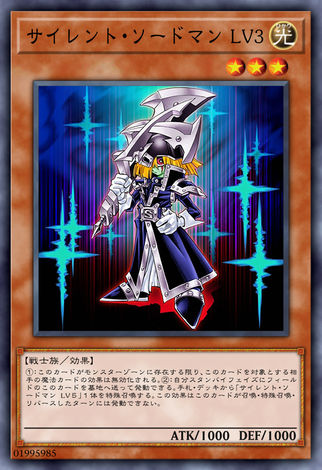 サイレント・ソードマン LV3
光
【戦士族/効果】
①:このカードがモンスターゾーンに存在する限り、このカードを対象とする相
手の魔法カードの効果は無効化される。②:自分スタンバイフェイズにフィール
ドのこのカードを墓地へ送って発動できる。手札・デッキから「サイレント・ソ
ードマン LV5」1体を特殊召喚する。この効果はこのカードが召喚・特殊召喚・
リバースしたターンには発動できない。
ATK/1000 DEF/1000
01995985